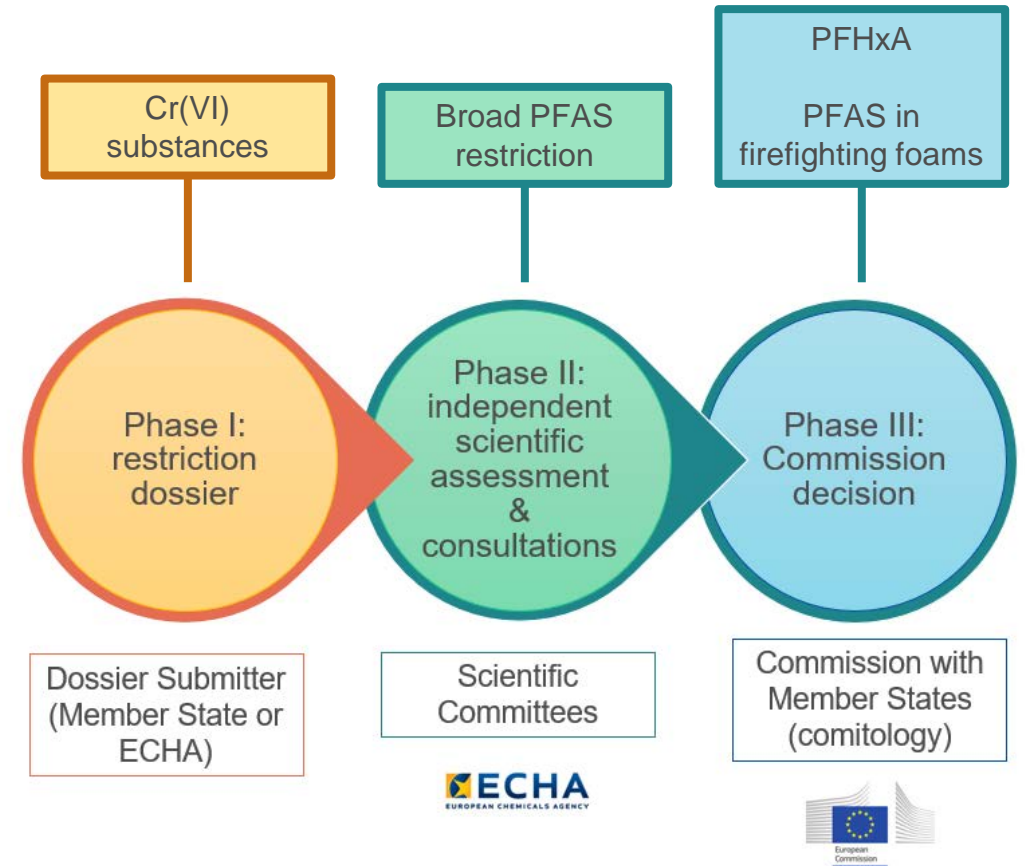 Cr(VI)
substances
Broad PFAS
restriction
PFHxA
PFAS in
firefighting foams
Phase I:
restriction
dossier
Phase II:
independent
scientific
assessment
&
consultations
Phase III:
Commission
decision
Dossier Submitter
(Member State or
ECHA)
Scientific
Committees
Commission with
Member States
(comitology)
ECHA
EUROPEAN CHEMICALS AGENCY
European
Commission